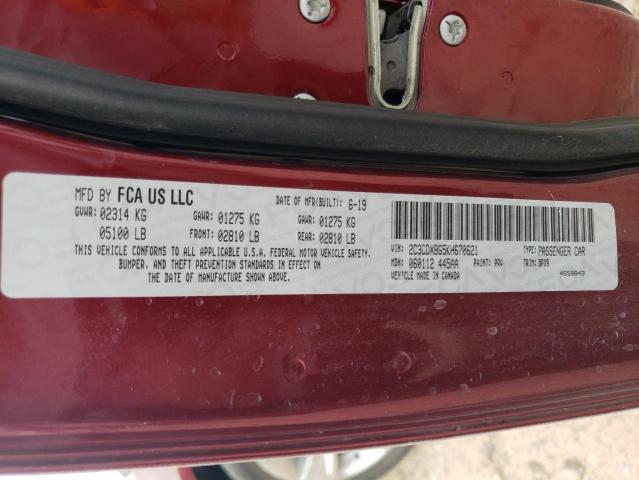 MFD BY FCA US LLC
DATE OF MFR(BUILT): 6-19
GVWR: 02314 KG GAWR: 01275 KG GAWR: 01275 KG
05100 LB FRONT: 02810 LB REAR: 02810 LB
THIS VEHICLE CONFORMS TO ALL APPLICABLE U.S.A. FEDERAL MOTOR VEHICLE SAFETY,
BUMPER, AND THEFT PREVENTION STANDARDS IN EFFECT ON
THE DATE OF MANUFACTURE SHOWN ABOVE.
VIN: 2C3CDXBG5KH670621 TYPE: PASSENGER CAR
MDH: 060112 445AA PAINT: PRV TRIM: BPX9
VEHICLE MADE IN CANADA
4658843